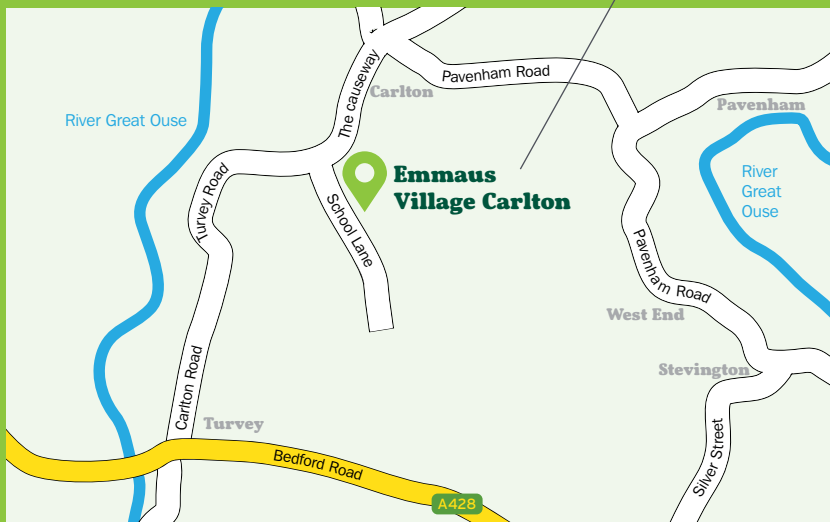 Pavenham Road
The causeway
Carlton
Pavenham
River Great Ouse
River
Great
Ouse
Emmaus
Village Carlton
Turvey Road
School Lane
Pavenham Road
West End
Stevington
Carlton Road
Turvey
Silver Street
Bedford Road
A428